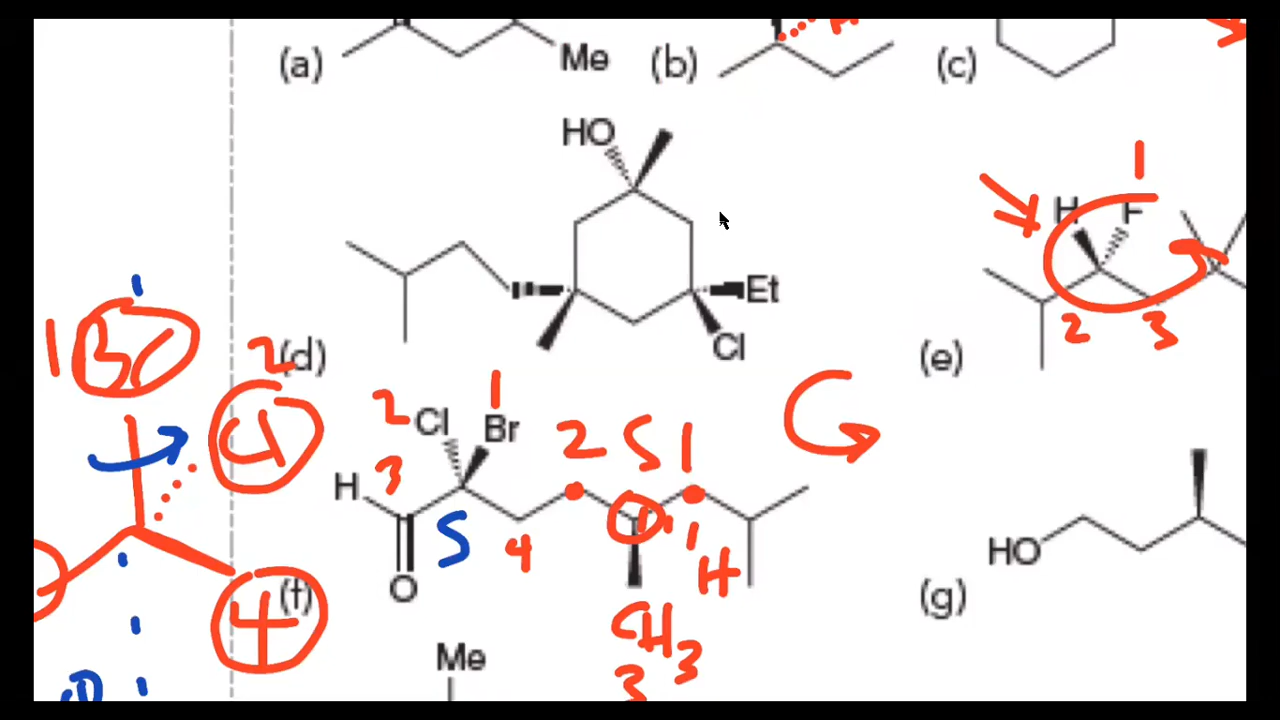 (a) Me (b) H (c)
HO
H F 1
Et
2 3
1 Br 2 Cl (d) (e)
2 Cl 1 Br 2 S 1
H 3 S 4 H
HO
4 O (f) CH3 (g)
3
Me